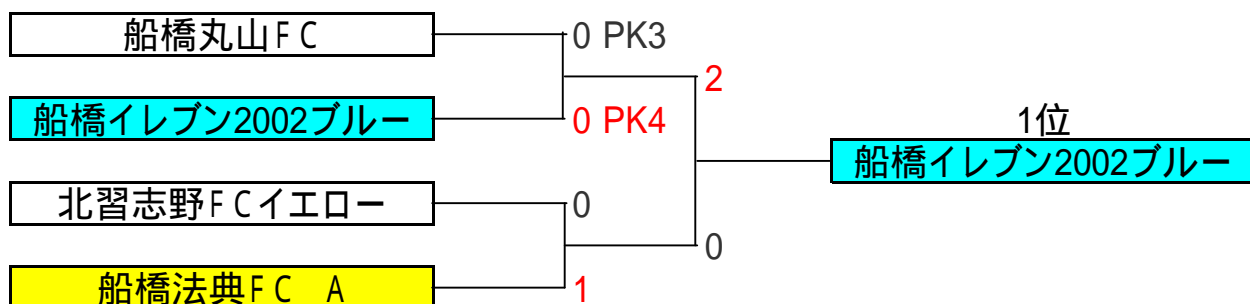 船橋丸山ＦＣ
0 PK3
2
船橋イレブン2002ブルー
0 PK4
1位
船橋イレブン2002ブルー
北習志野ＦＣイエロー
0
0
船橋法典ＦＣ　Ａ
1